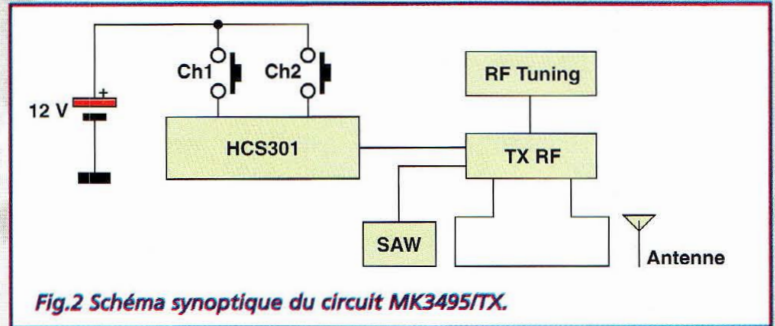 Ch1
Ch2
RF Tuning
12 V
+
HCS301
TX RF
SAW
Antenne
Fig.2 Schéma synoptique du circuit MK3495/TX.